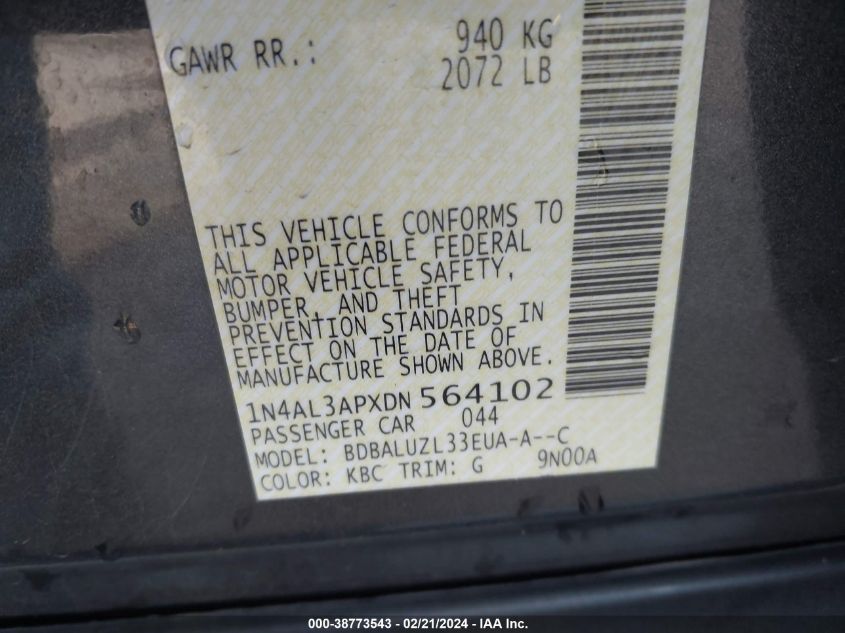 GAWR RR.: 940 KG
2072 LB
THIS VEHICLE CONFORMS TO
ALL APPLICABLE FEDERAL
MOTOR VEHICLE SAFETY,
BUMPER, AND THEFT
PREVENTION STANDARDS IN
EFFECT ON THE DATE OF
MANUFACTURE SHOWN ABOVE.
1N4AL3APXDN 564102
PASSENGER CAR 044
MODEL: BDBALUZL33EUA-A--C
COLOR: KBC TRIM: G 9N00A
000-38773543 / 02/21/2024 - IAA Inc.